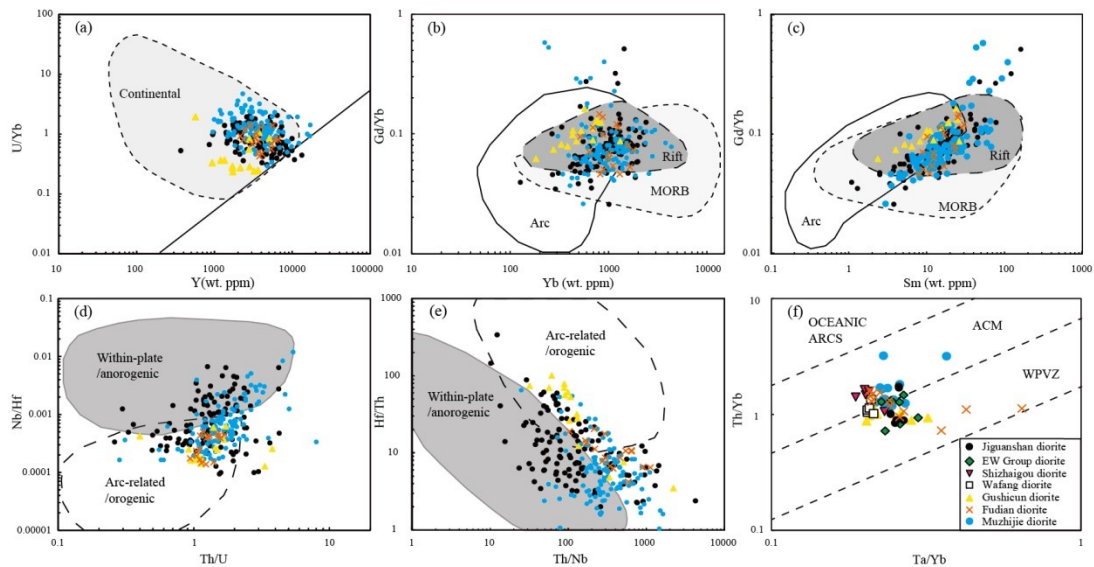 (a)
100
10
1
0.1
0.01
U/Yb
Continental
10
100
1000
10000
100000
Y(wt. ppm)
(b)
1
0.1
0.01
Gd/Yb
Rift
MORB
Arc
10
100
1000
10000
Yb (wt. ppm)
(c)
1
0.1
0.01
Gd/Yb
Rift
MORB
Arc
0.1
1
10
100
1000
Sm (wt. ppm)
(d)
0.1
0.01
0.001
0.0001
0.00001
Nb/Hf
Within-plate
/anorogenic
Arc-related
/orogenic
0.1
1
10
Th/U
(e)
1000
100
10
1
Hf/Th
Arc-related/
orogenic
Within-plate
/anorogenic
1
10
100
1000
10000
Th/Nb
(f)
10
1
0.1
Th/Yb
OCEANIC
ARCS
ACM
WPVZ
Jiguanshan diorite
EW Group diorite
Shizhaigou diorite
Wafang diorite
Gushicun diorite
Fudian diorite
Muzhijie diorite
0.1
1
Ta/Yb